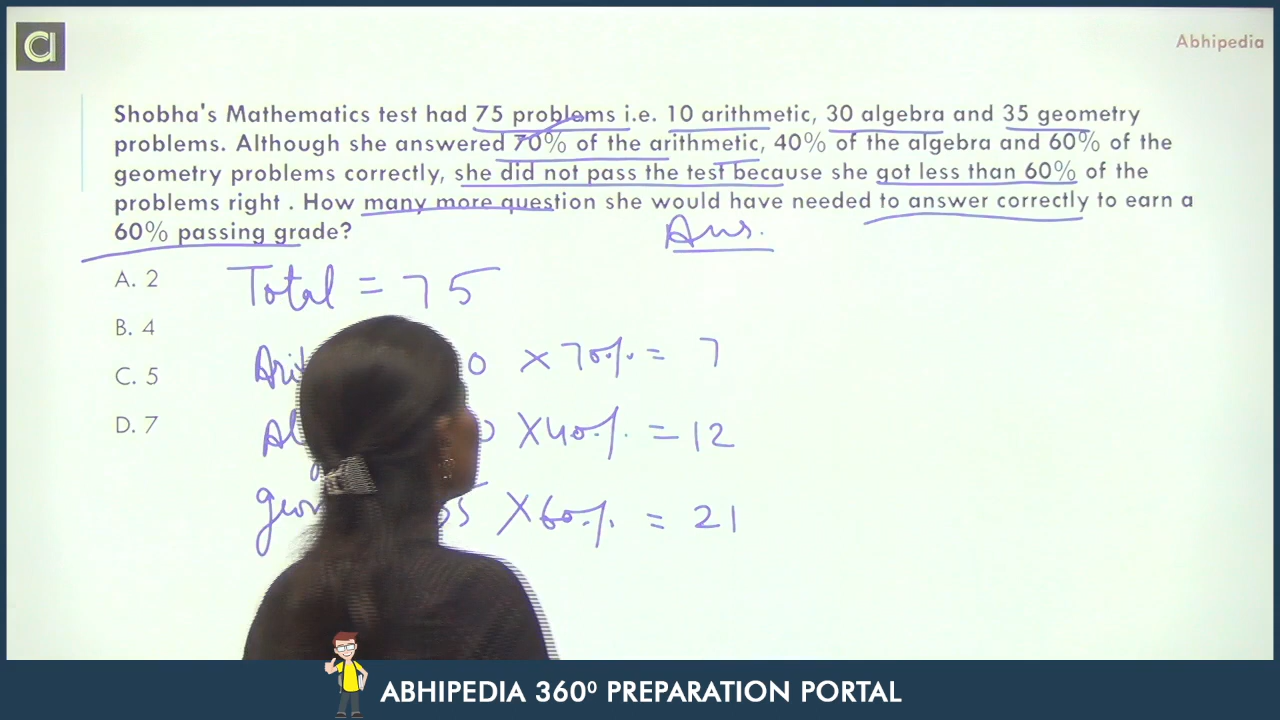 Abhipedia
Shobha's Mathematics test had 75 problems i.e. 10 arithmetic, 30 algebra and 35 geometry
problems. Although she answered 70% of the arithmetic, 40% of the algebra and 60% of the
geometry problems correctly, she did not pass the test because she got less than 60% of the
problems right . How many more question she would have needed to answer correctly to earn a
60% passing grade?
Ans.
A. 2
Total = 75
B. 4
0 x 70% = 7
C. 5
x 40% = 12
D. 7
x 60% = 21
ABHIPEDIA 360⁰ PREPARATION PORTAL